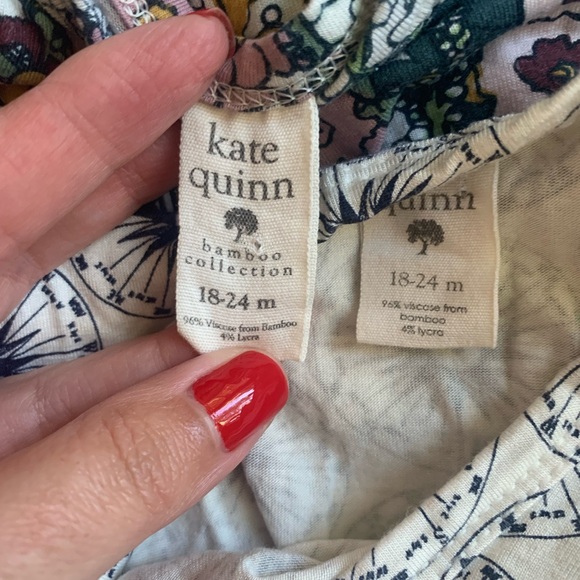 kate
quinn
bamboo
collection
18-24 m
96% Viscose from Bamboo
4% Lycra
quinn
18-24 m
96% viscose from
bamboo
4% lycra